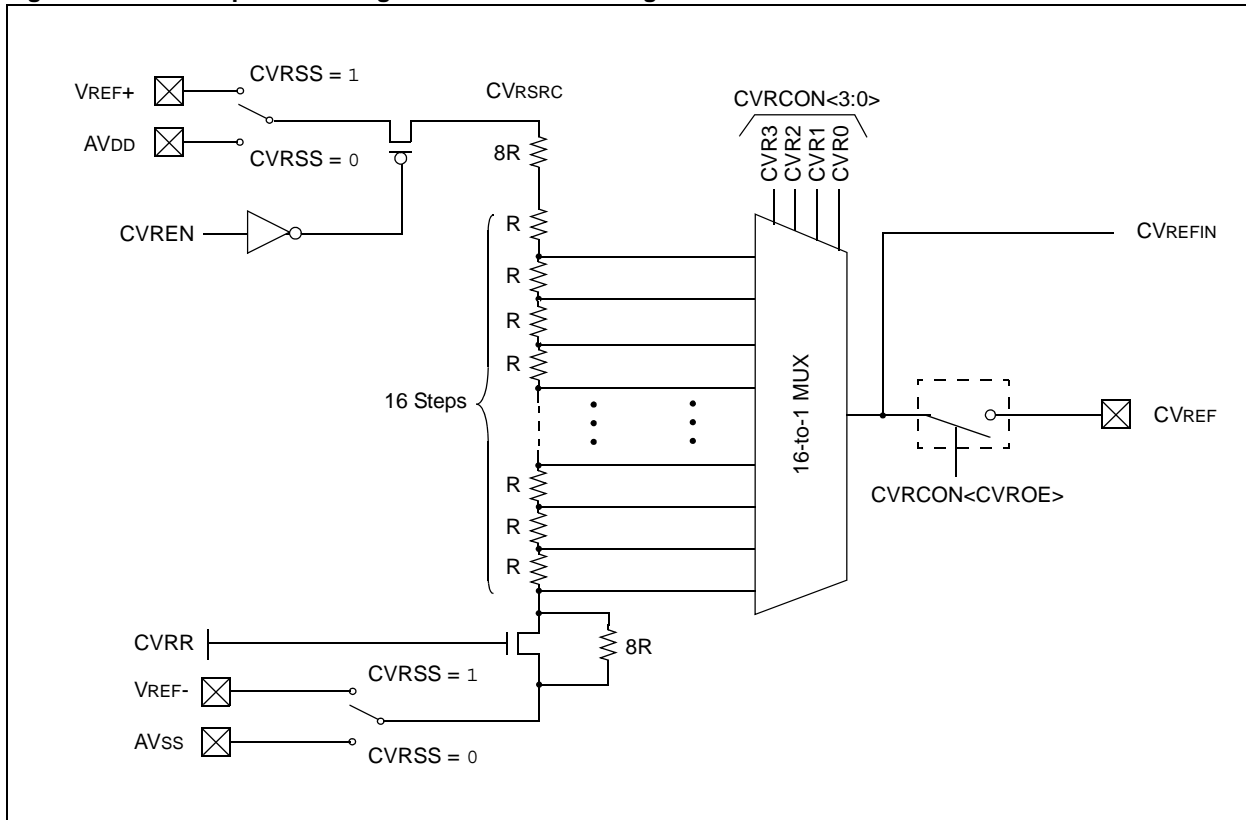 VREF+
CVRSS = 1
AVDD
CVRSS = 0
CVREN
CVRSRC
8R
R
R
R
R
16 Steps
R
R
R
CVRR
8R
VREF-
CVRSS = 1
AVSS
CVRSS = 0
CVRCON<3:0>
CVR3
CVR2
CVR1
CVR0
16-to-1 MUX
CVREFIN
CVREF
CVRCON<CVROE>